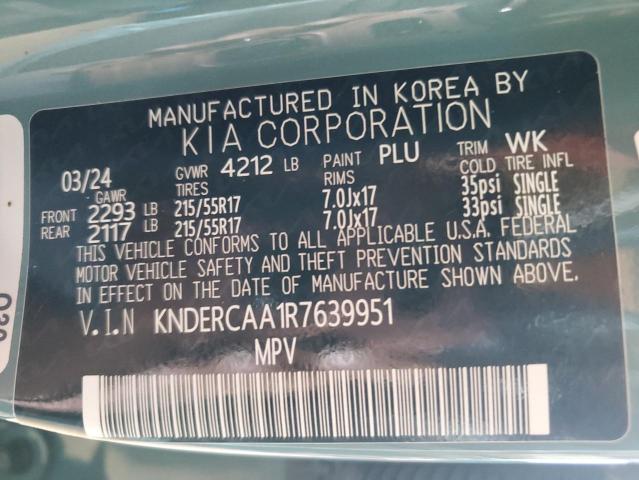 MANUFACTURED IN KOREA BY
KIA CORPORATION
03/24 GVWR 4212 LB PAINT PLU TRIM WK
GAWR TIRES RIMS COLD TIRE INFL
FRONT 2293 LB 215/55R17 7.0Jx17 35psi SINGLE
REAR 2117 LB 215/55R17 7.0Jx17 33psi SINGLE
THIS VEHICLE CONFORMS TO ALL APPLICABLE U.S.A. FEDERAL
MOTOR VEHICLE SAFETY AND THEFT PREVENTION STANDARDS
IN EFFECT ON THE DATE OF MANUFACTURE SHOWN ABOVE.
V.I.N KNDERCAA1R7639951
MPV